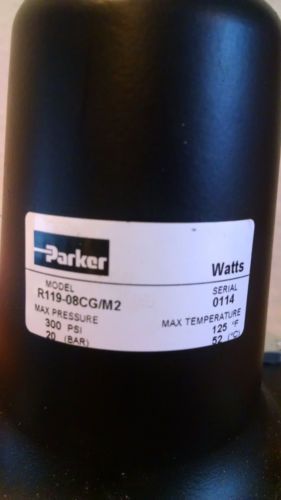 Parker
Watts
MODEL
R119-08CG/M2
SERIAL
0114
MAX PRESSURE
300 PSI
20 (BAR)
MAX TEMPERATURE
125 °F
52 (°C)